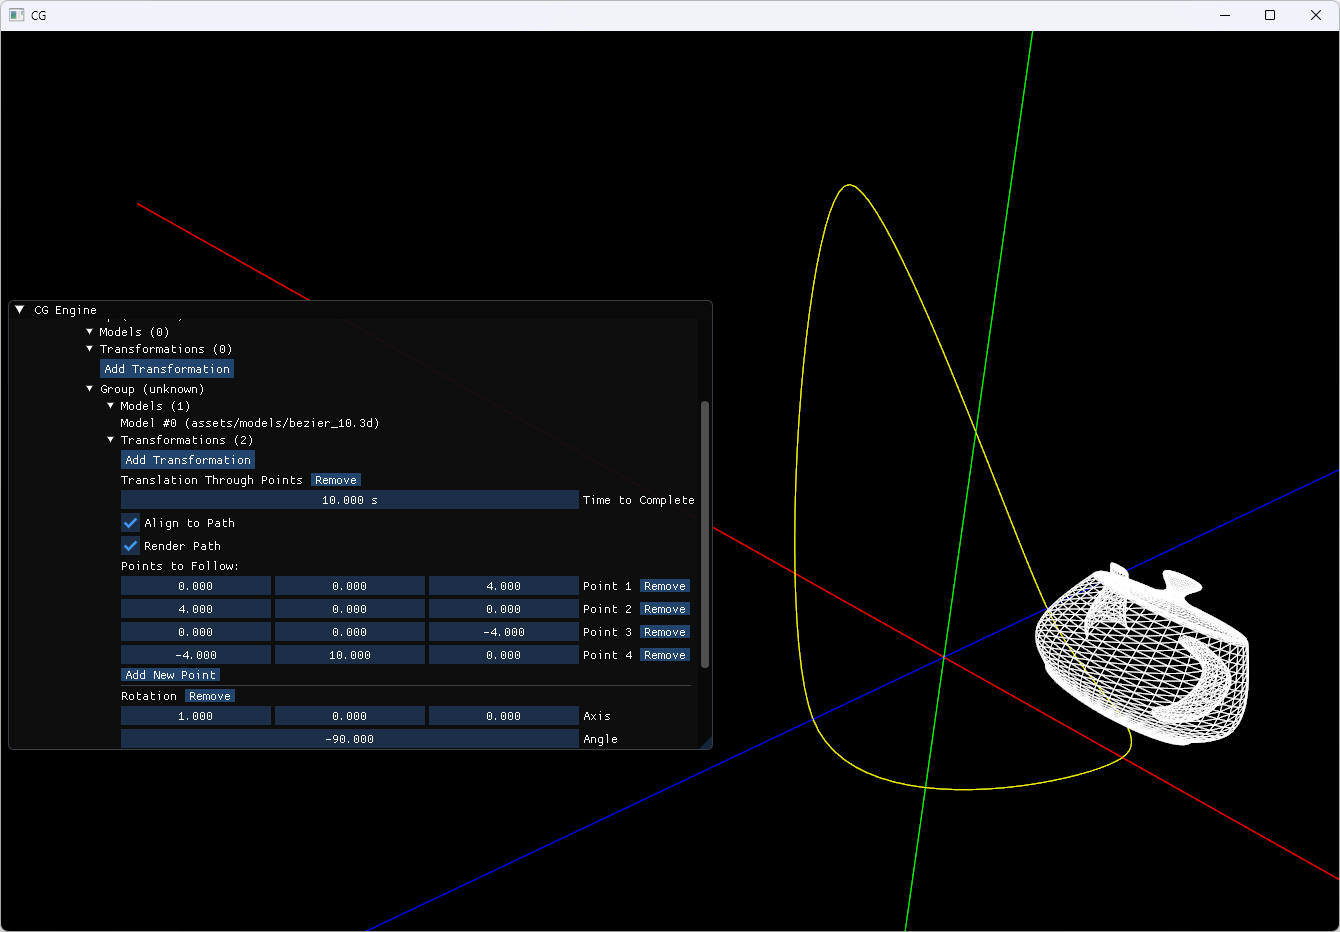 CG
CG Engine
Models (0)
Transformations (0)
Add Transformation
Group (unknown)
Models (1)
Model #0 (assets/models/bezier_10.3d)
Transformations (2)
Add Transformation
Translation Through Points Remove
10.000 s Time to Complete
Align to Path
Render Path
Points to Follow:
0.000 0.000 4.000 Point 1 Remove
4.000 0.000 0.000 Point 2 Remove
0.000 0.000 -4.000 Point 3 Remove
-4.000 10.000 0.000 Point 4 Remove
Add New Point
Rotation Remove
1.000 0.000 0.000 Axis
-90.000 Angle